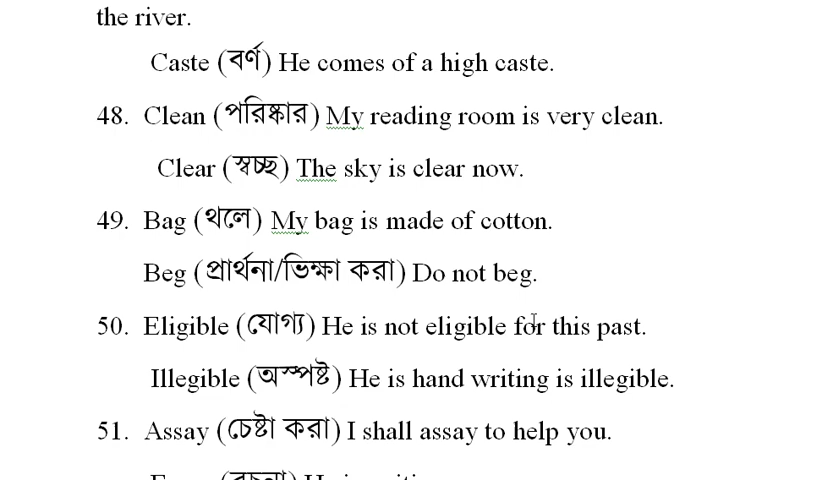 the river.
Caste (বর্ণ) He comes of a high caste.
48. Clean (পরিষ্কার) My reading room is very clean.
Clear (স্বচ্ছ) The sky is clear now.
49. Bag (থলে) My bag is made of cotton.
Beg (প্রার্থনা/ভিক্ষা করা) Do not beg.
50. Eligible (যোগ্য) He is not eligible for this past.
Illegible (অস্পষ্ট) He is hand writing is illegible.
51. Assay (চেষ্টা করা) I shall assay to help you.